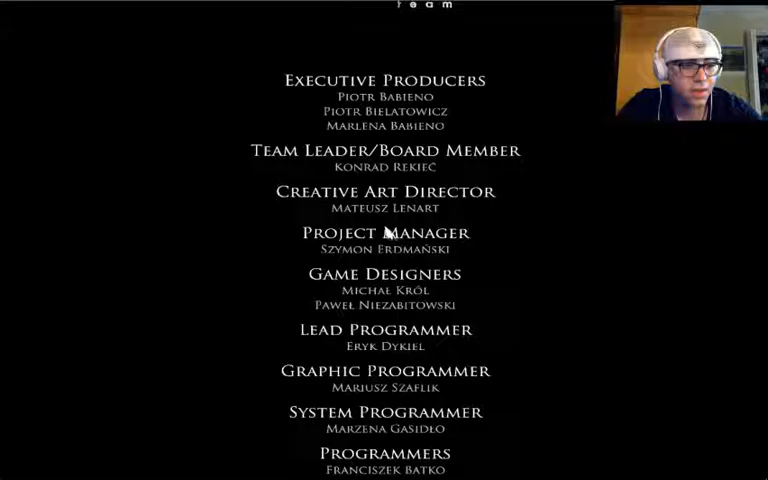 team
Executive Producers
Piotr Babieno
Piotr Bielatowicz
Marlena Babieno
Team Leader/Board Member
Konrad Rekieć
Creative Art Director
Mateusz Lenart
Project Manager
Szymon Erdmański
Game Designers
Michał Król
Paweł Niezabitowski
Lead Programmer
Eryk Dykiel
Graphic Programmer
Mariusz Szaflik
System Programmer
Marzena Gasidło
Programmers
Franciszek Batko